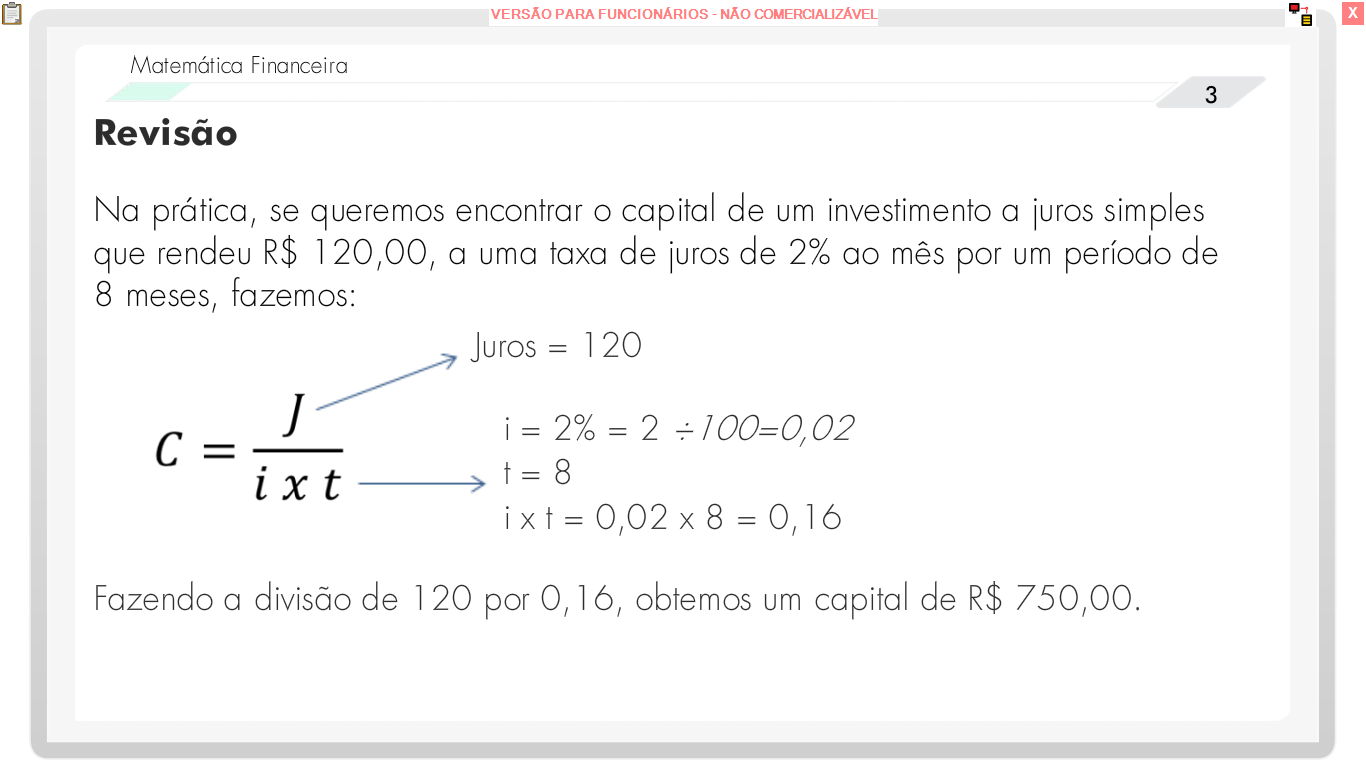 VERSÃO PARA FUNCIONÁRIOS - NÃO COMERCIALIZÁVEL
X
Matemática Financeira
3
Revisão
Na prática, se queremos encontrar o capital de um investimento a juros simples
que rendeu R$ 120,00, a uma taxa de juros de 2% ao mês por um período de
8 meses, fazemos:
Juros = 120
C = J / i x t
i = 2% = 2 ÷100=0,02
t = 8
i x t = 0,02 x 8 = 0,16
Fazendo a divisão de 120 por 0,16, obtemos um capital de R$ 750,00.